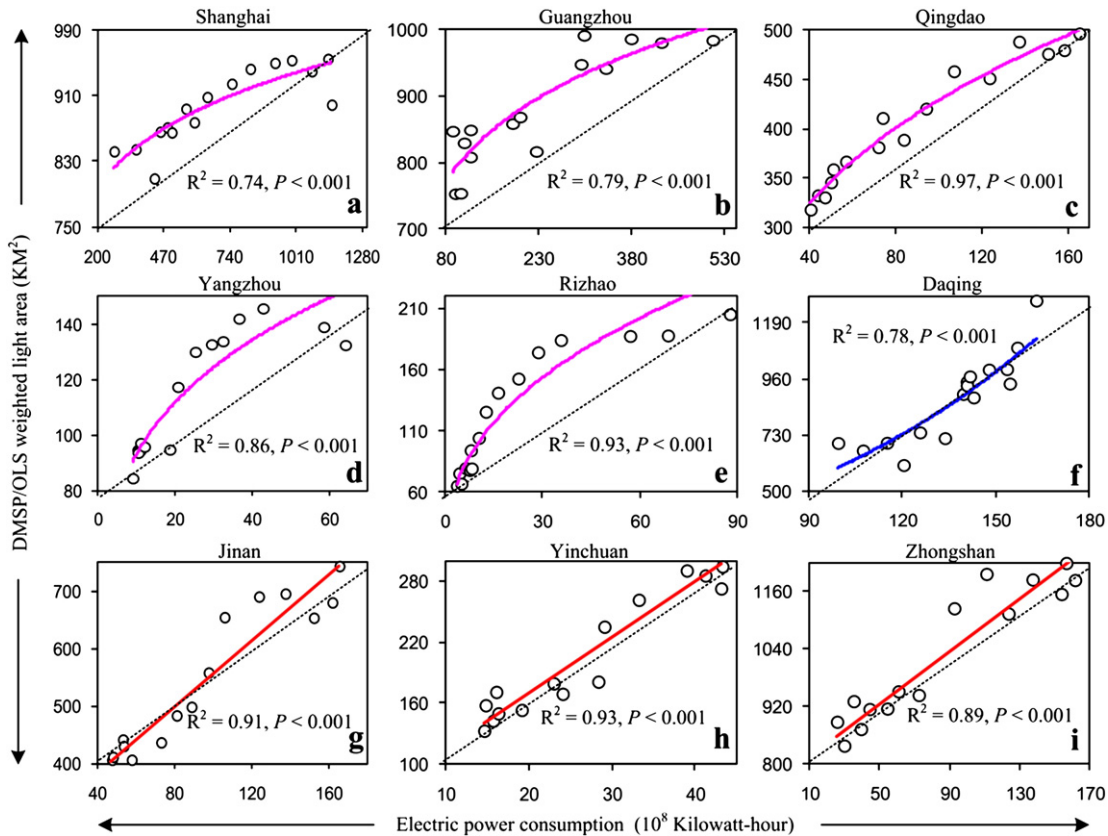 Shanghai
990
910
830
750
200
470
740
1010
1280
R² = 0.74, P < 0.001
a
Guangzhou
1000
900
800
700
80
230
380
530
R² = 0.79, P < 0.001
b
Qingdao
500
450
400
350
300
40
80
120
160
R² = 0.97, P < 0.001
c
DMSP/OLS weighted light area (KM²)
Yangzhou
140
120
100
80
0
20
40
60
R² = 0.86, P < 0.001
d
Rizhao
210
160
110
60
0
30
60
90
R² = 0.93, P < 0.001
e
Daqing
1190
960
730
500
90
120
150
180
R² = 0.78, P < 0.001
f
Jinan
700
600
500
400
40
80
120
160
R² = 0.91, P < 0.001
g
Yinchuan
280
220
160
100
10
20
30
40
R² = 0.93, P < 0.001
h
Zhongshan
1160
1040
920
800
10
50
90
130
170
R² = 0.89, P < 0.001
i
Electric power consumption (10⁸ Kilowatt-hour)